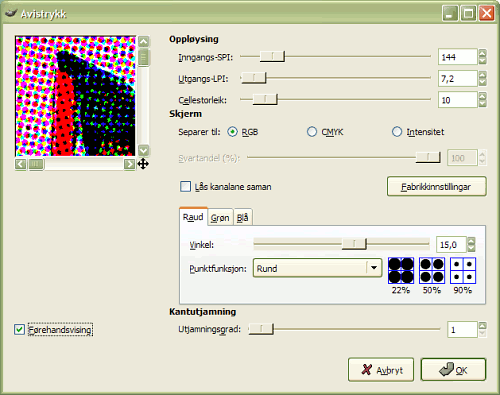 Avistrykk
Oppløysing
Inngangs-SPI: 144
Utgangs-LPI: 7,2
Cellestorleik: 10
Skjerm
Separer til: RGB CMYK Intensitet
Svartandel (%): 100
Lås kanalane saman Fabrikkinnstillingar
Raud Grøn Blå
Vinkel: 15,0
Punktfunksjon: Rund
22% 50% 90%
Kantutjamning
Førehandsvising Utjamningsgrad: 1
Avbryt OK